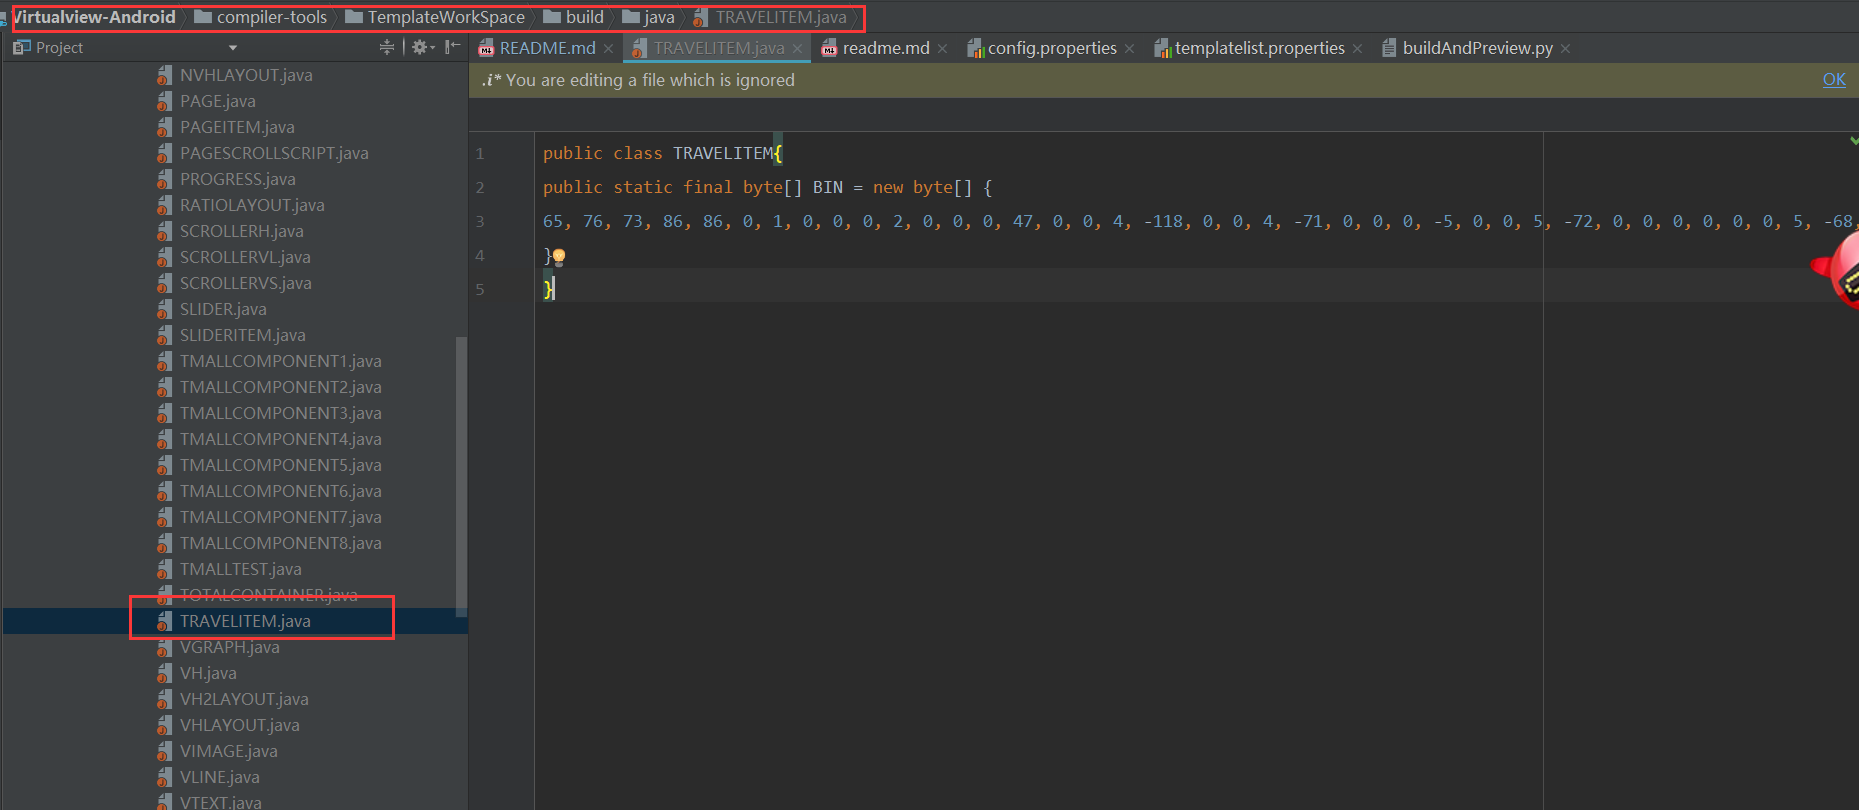 Virtualview-Android compiler-tools TemplateWorkSpace build java TRAVELITEM.java
Project
README.md TRAVELITEM.java readme.md config.properties templatelist.properties buildAndPreview.py
.i* You are editing a file which is ignored OK
NVHLAYOUT.java
PAGE.java
PAGEITEM.java
PAGESCROLLSCRIPT.java
PROGRESS.java
RATIOLAYOUT.java
SCROLLERH.java
SCROLLERVL.java
SCROLLERVS.java
SLIDER.java
SLIDERITEM.java
TMALLCOMPONENT1.java
TMALLCOMPONENT2.java
TMALLCOMPONENT3.java
TMALLCOMPONENT4.java
TMALLCOMPONENT5.java
TMALLCOMPONENT6.java
TMALLCOMPONENT7.java
TMALLCOMPONENT8.java
TMALLTEST.java
TOTALCONTAINER.java
TRAVELITEM.java
VGRAPH.java
VH.java
VH2LAYOUT.java
VHLAYOUT.java
VIMAGE.java
VLINE.java
VTEXT.java
1 public class TRAVELITEM{
2 public static final byte[] BIN = new byte[] {
3 65, 76, 73, 86, 86, 0, 1, 0, 0, 0, 2, 0, 0, 0, 47, 0, 0, 4, -118, 0, 0, 4, -71, 0, 0, 0, -5, 0, 0, 5, -72, 0, 0, 0, 0, 0, 0, 5, -68,
4 }
5 }